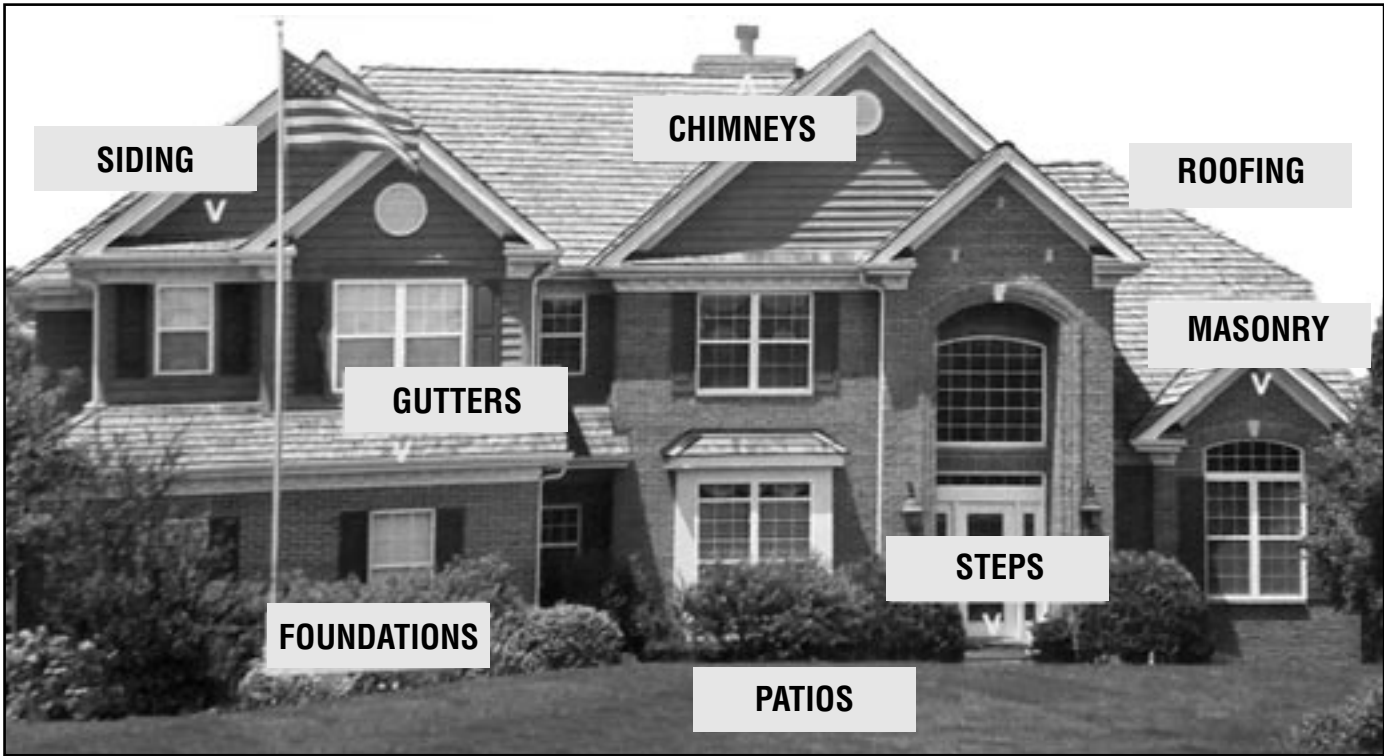 CHIMNEYS
SIDING
ROOFING
MASONRY
GUTTERS
STEPS
FOUNDATIONS
PATIOS